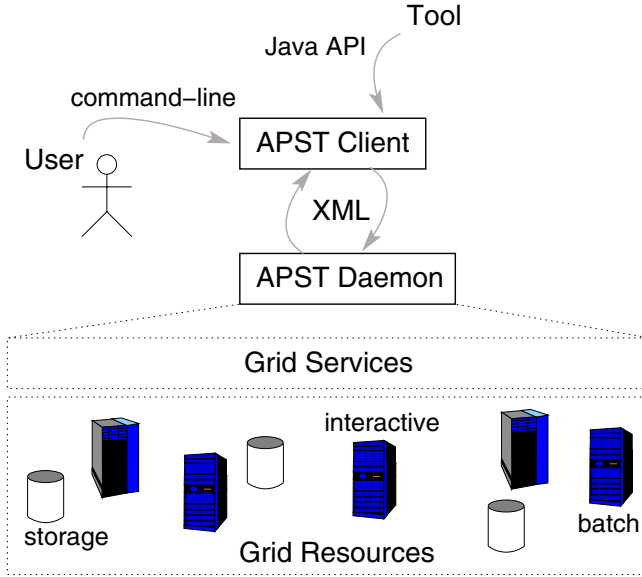 Tool
Java API
command–line
User
APST Client
XML
APST Daemon
Grid Services
interactive
storage
batch
Grid Resources